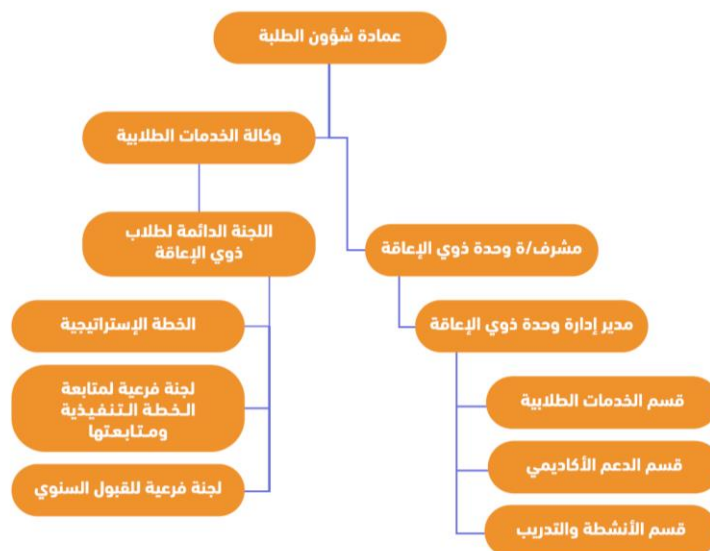 عمادة شؤون الطلبة
وكالة الخدمات الطلابية
اللجنة الدائمة لطلاب
ذوي الإعاقة
مشرف/ة وحدة ذوي الإعاقة
الخطة الإستراتيجية
مدير إدارة وحدة ذوي الإعاقة
لجنة فرعية لمتابعة
الخطة التنفيذية
ومتابعتها
قسم الخدمات الطلابية
قسم الدعم الأكاديمي
لجنة فرعية للقبول السنوي
قسم الأنشطة والتدريب